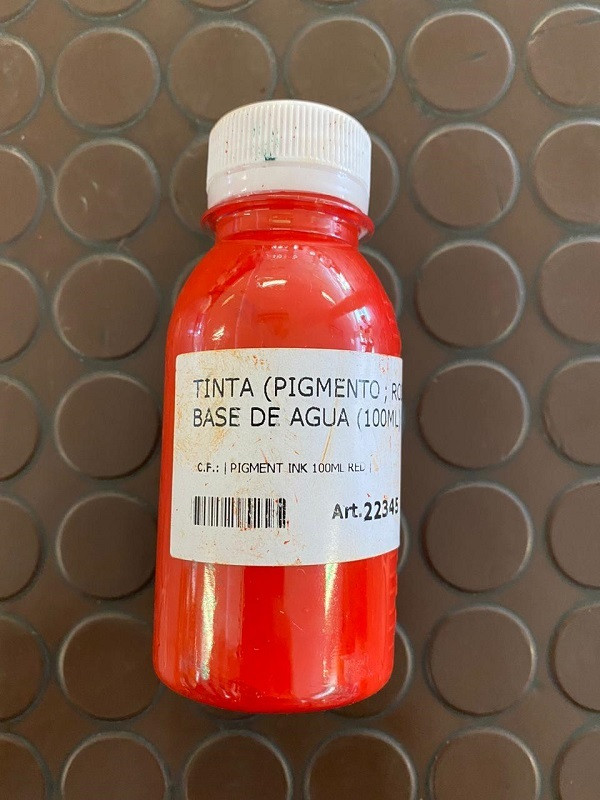 TINTA (PIGMENTO ; RO
BASE DE AGUA (100ML)
C.F.: | PIGMENT INK 100ML RED |
Art.22345